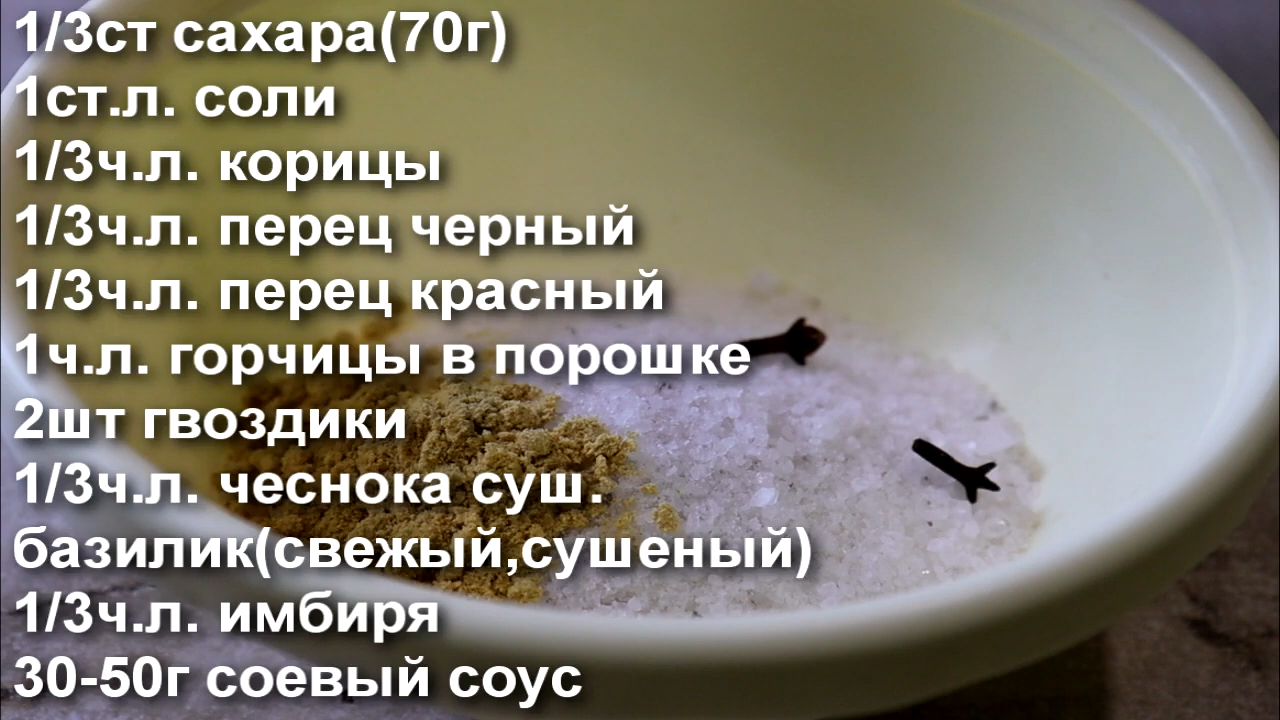 1/3ст сахара(70г)
1ст.л. соли
1/3ч.л. корицы
1/3ч.л. перец черный
1/3ч.л. перец красный
1ч.л. горчицы в порошке
2шт гвоздики
1/3ч.л. чеснока суш.
базилик(свежый,сушеный)
1/3ч.л. имбиря
30-50г соевый соус